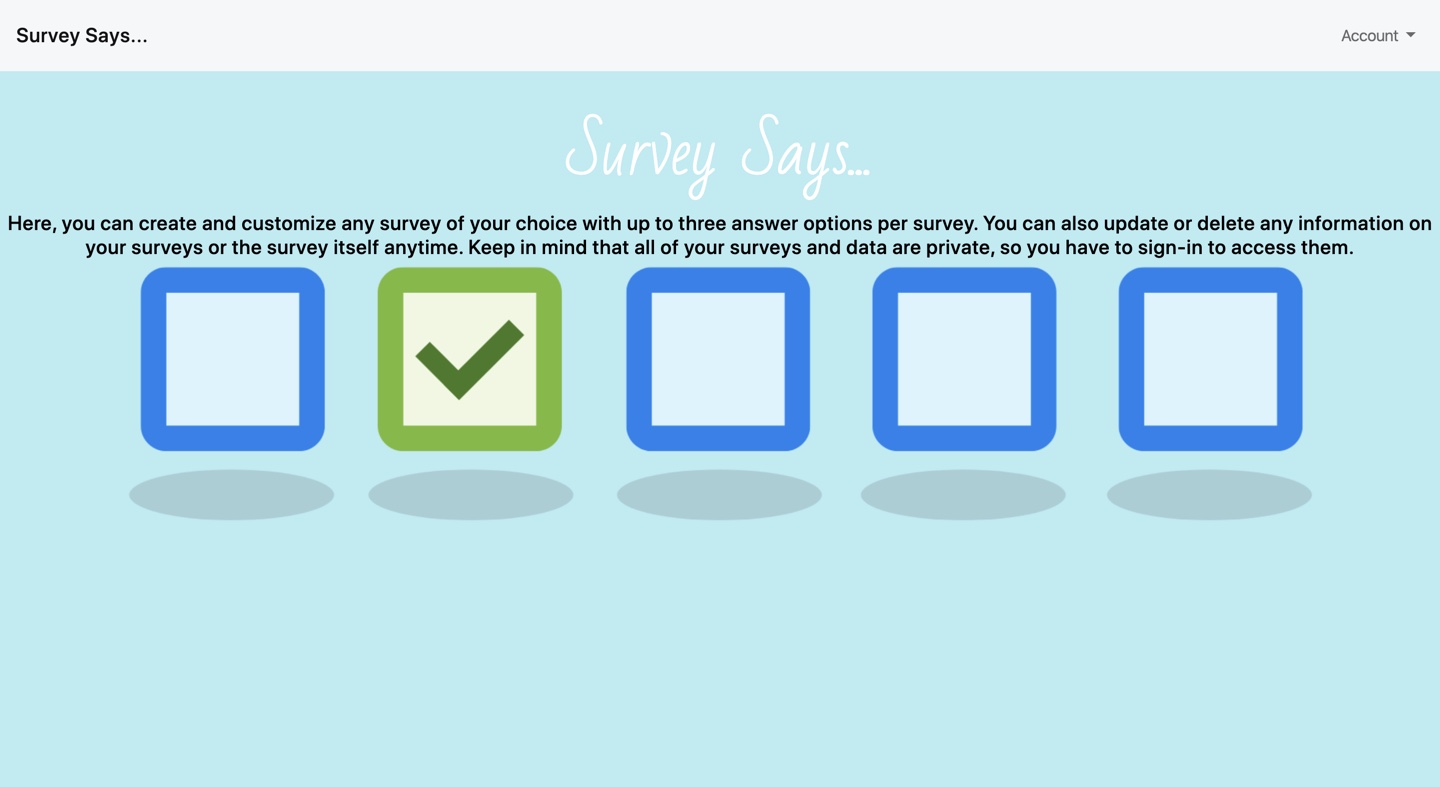 Survey Says...
Account
Survey Says...
Here, you can create and customize any survey of your choice with up to three answer options per survey. You can also update or delete any information on
your surveys or the survey itself anytime. Keep in mind that all of your surveys and data are private, so you have to sign-in to access them.